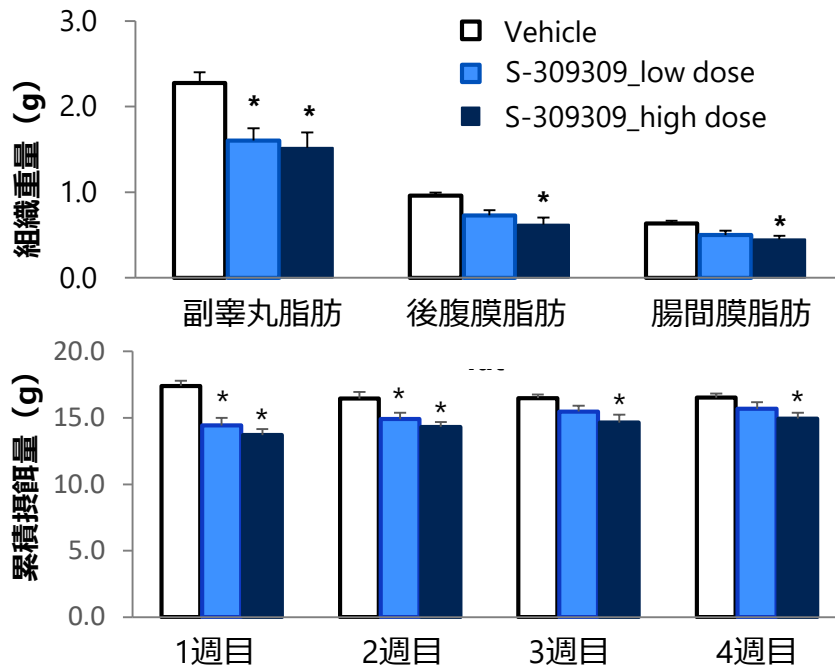 組織重量（g）
3.0
2.0
1.0
0.0
Vehicle
S-309309_low dose
S-309309_high dose
* *
*
*
副睾丸脂肪 後腹膜脂肪 腸間膜脂肪
累積摂餌量（g）
20.0
15.0
10.0
5.0
0.0
* *
* *
*
*
1週目 2週目 3週目 4週目